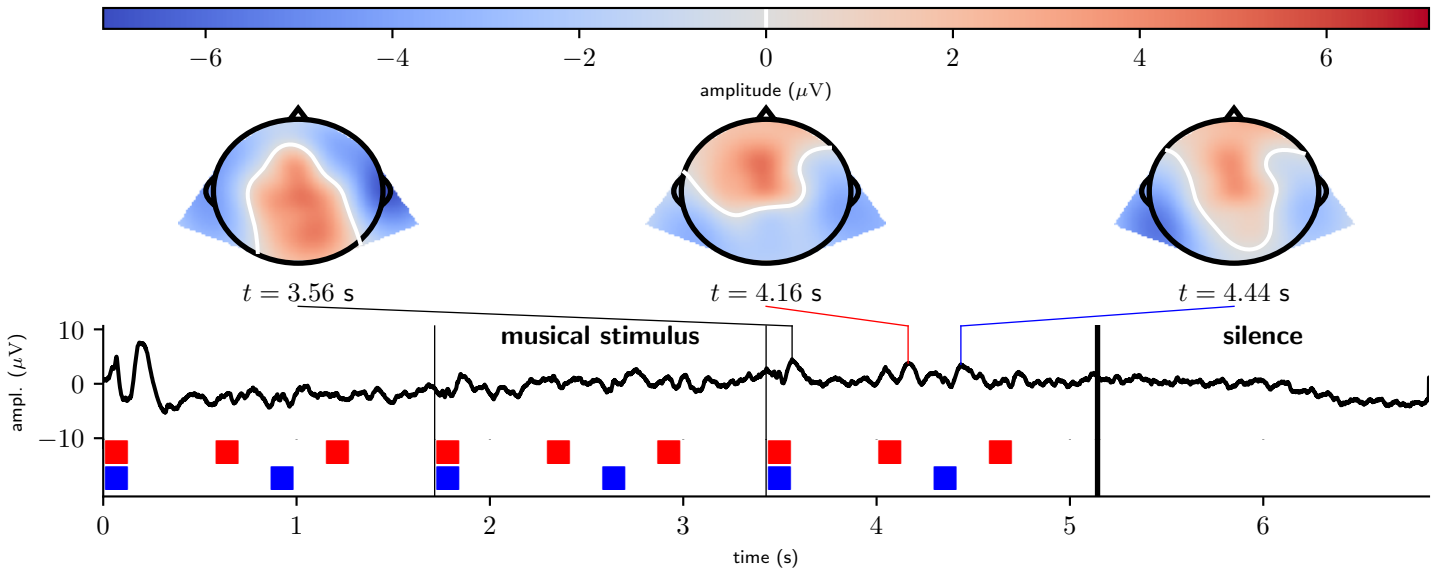 −6 −4 −2 0 2 4 6
amplitude (μV)
t = 3.56 s t = 4.16 s t = 4.44 s
musical stimulus silence
10
0
−10
ampl. (μV)
0 1 2 3 4 5 6
time (s)